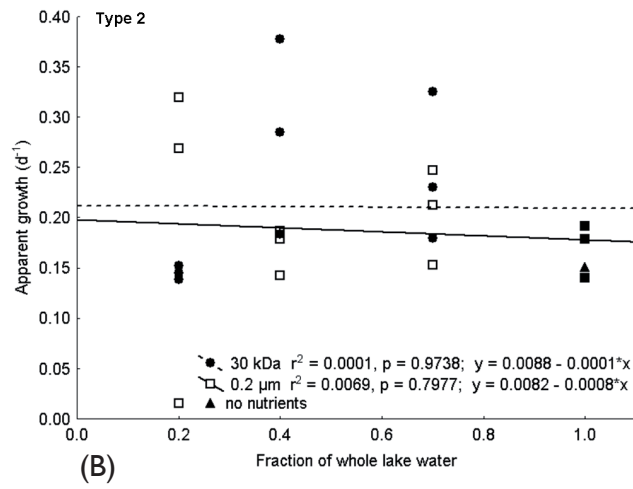 Type 2
0.40
0.35
0.30
0.25
0.20
0.15
0.10
0.05
0.00
Apparent growth (d⁻¹)
30 kDa r² = 0.0001, p = 0.9738; y = 0.0088 - 0.0001*x
0.2 µm r² = 0.0069, p = 0.7977; y = 0.0082 - 0.0008*x
no nutrients
0.0 0.2 0.4 0.6 0.8 1.0
Fraction of whole lake water
(B)